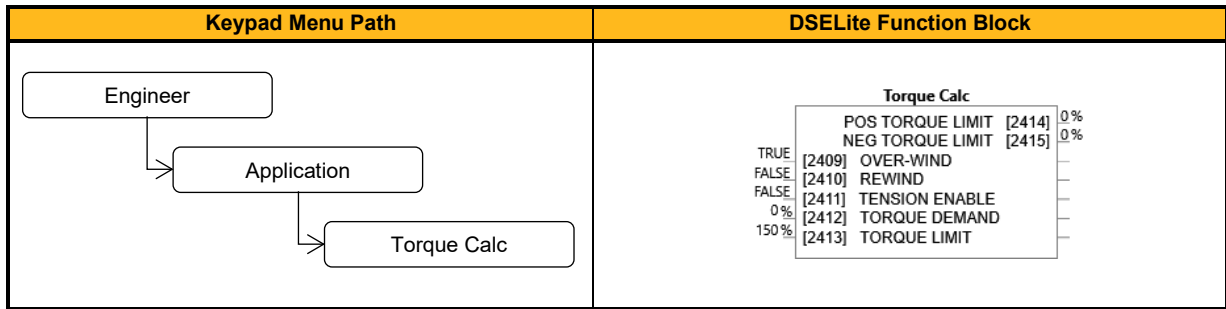 Keypad Menu Path
DSELite Function Block
Engineer
Application
Torque Calc
Torque Calc
POS TORQUE LIMIT [2414] 0 %
NEG TORQUE LIMIT [2415] 0 %
TRUE [2409] OVER-WIND
FALSE [2410] REWIND
FALSE [2411] TENSION ENABLE
0 % [2412] TORQUE DEMAND
150 % [2413] TORQUE LIMIT